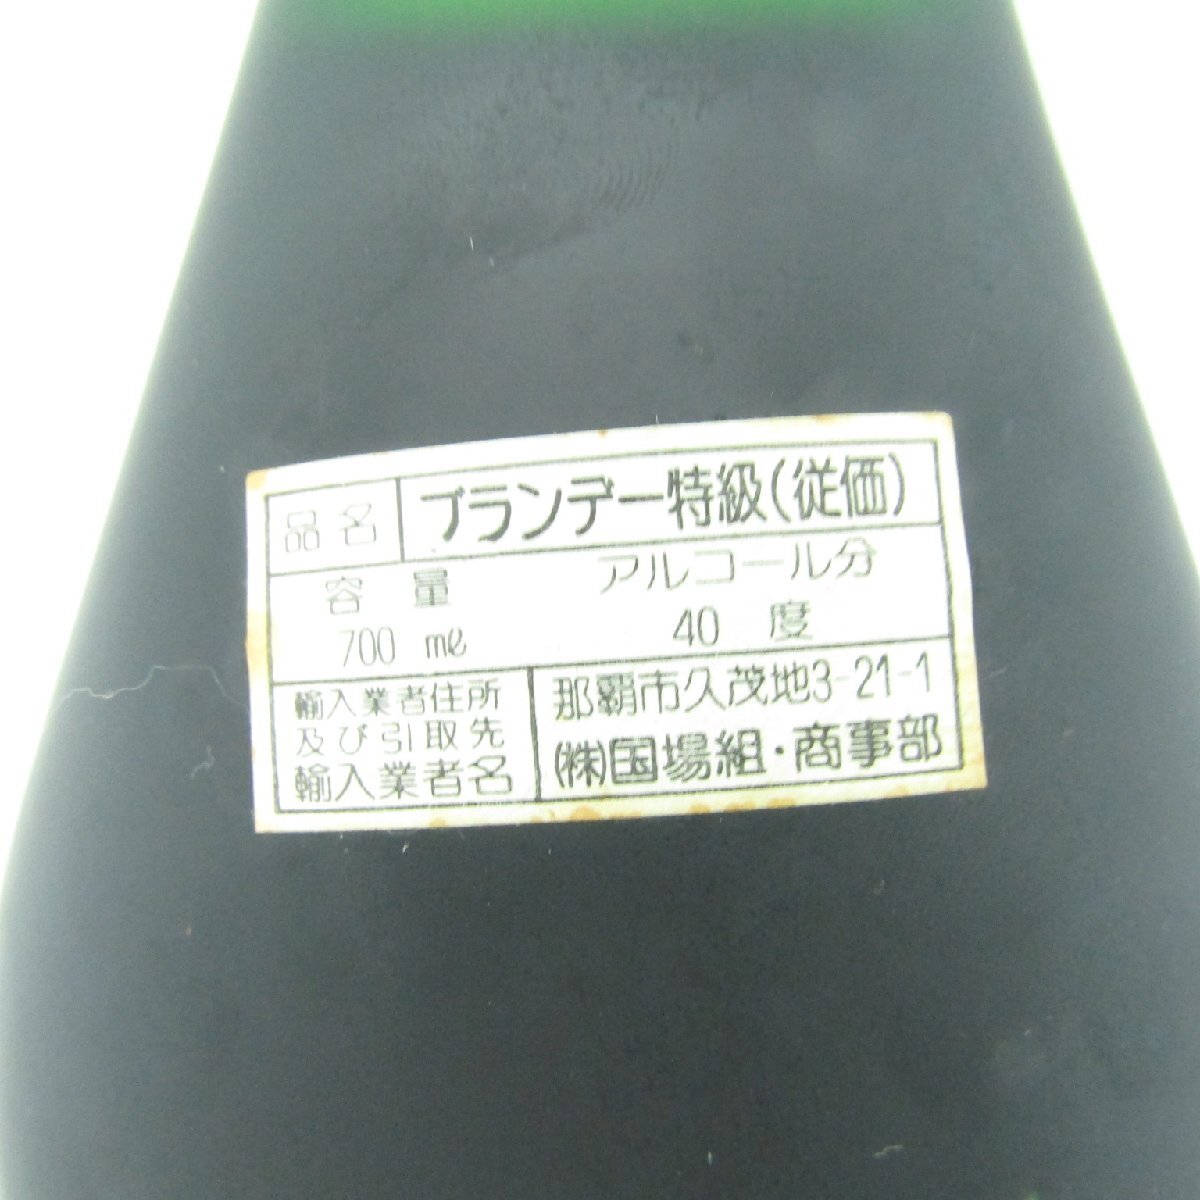 品名 ブランデー特級(従価)
容量 アルコール分
700 ml 40 度
輸入業者住所
及び引取先
輸入業者名
那覇市久茂地3-21-1
(株)国場組・商事部